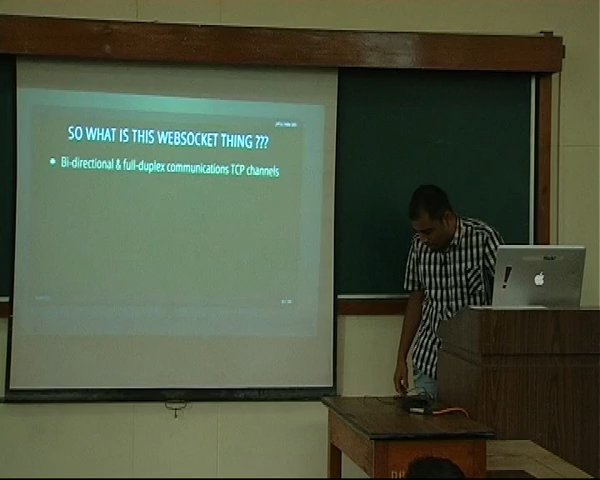 SO WHAT IS THIS WEBSOCKET THING ???
Bi-directional & full-duplex communications TCP channels